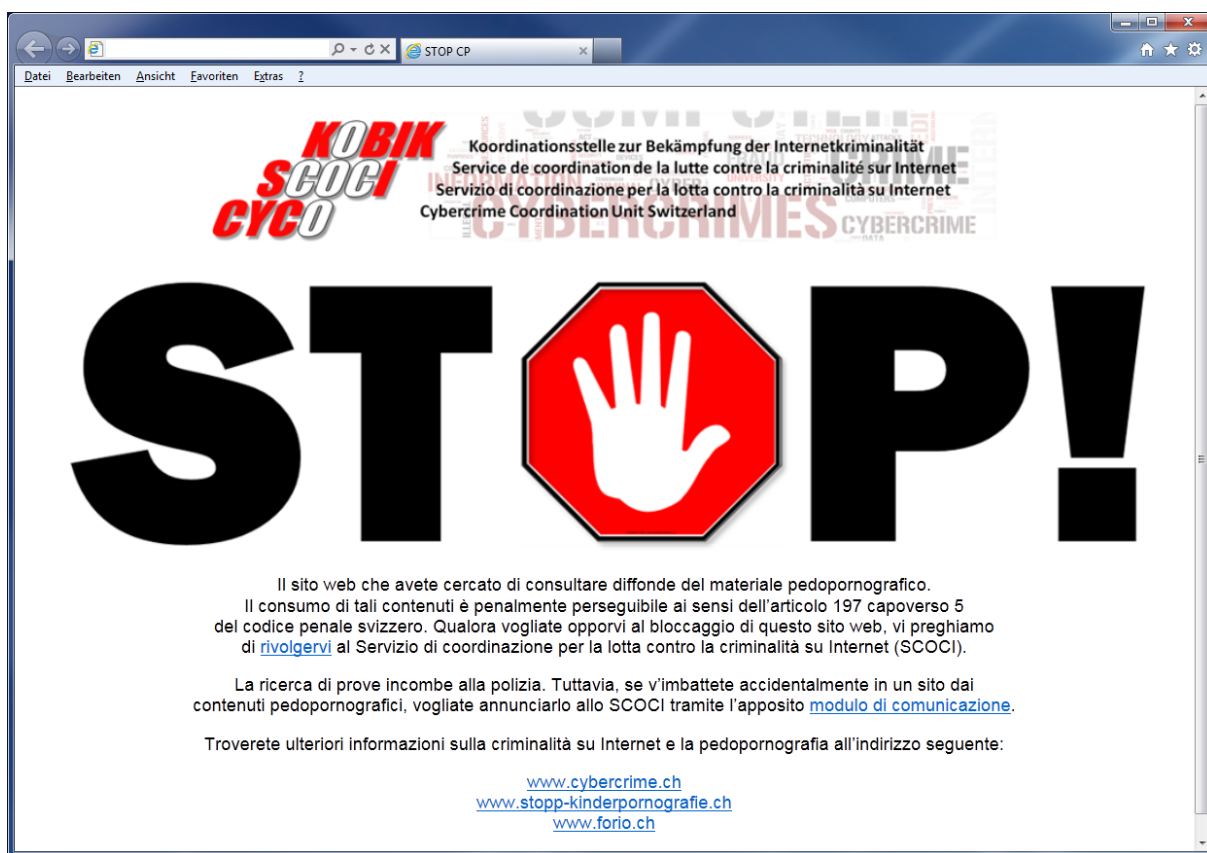 STOP CP
Datei Bearbeiten Ansicht Favoriten Extras ?
KOBIK
SCOCI
CYCO
Koordinationsstelle zur Bekämpfung der Internetkriminalität
Service de coordination de la lutte contre la criminalité sur Internet
Servizio di coordinazione per la lotta contro la criminalità su Internet
Cybercrime Coordination Unit Switzerland
COMPUTER
CRIME
INFORMATION
FRAUD
UNIVERSITY
CYBERCRIMES
CYBERCRIME
DATA
STOP!
Il sito web che avete cercato di consultare diffonde del materiale pedopornografico.
Il consumo di tali contenuti è penalmente perseguibile ai sensi dell'articolo 197 capoverso 5
del codice penale svizzero. Qualora vogliate opporvi al bloccaggio di questo sito web, vi preghiamo
di rivolgervi al Servizio di coordinazione per la lotta contro la criminalità su Internet (SCOCI).
La ricerca di prove incombe alla polizia. Tuttavia, se v'imbattete accidentalmente in un sito dai
contenuti pedopornografici, vogliate annunciarlo allo SCOCI tramite l'apposito modulo di comunicazione.
Troverete ulteriori informazioni sulla criminalità su Internet e la pedopornografia all'indirizzo seguente:
www.cybercrime.ch
www.stopp-kinderpornografie.ch
www.forio.ch